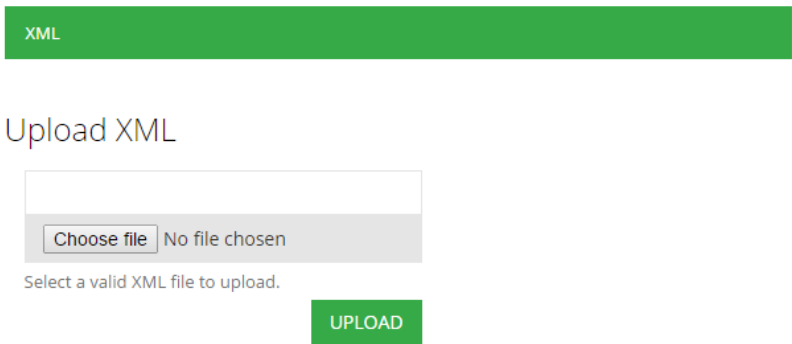 XML
Upload XML
Choose file No file chosen
Select a valid XML file to upload.
UPLOAD